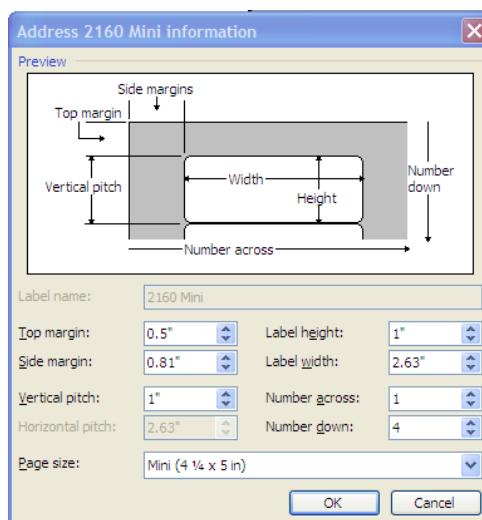 Address 2160 Mini information
Preview
Side margins
Top margin
Vertical pitch
Width
Height
Number down
Number across
Label name: 2160 Mini
Top margin: 0.5" Label height: 1"
Side margin: 0.81" Label width: 2.63"
Vertical pitch: 1" Number across: 1
Horizontal pitch: 2.63" Number down: 4
Page size: Mini (4 ¼ x 5 in)
OK Cancel